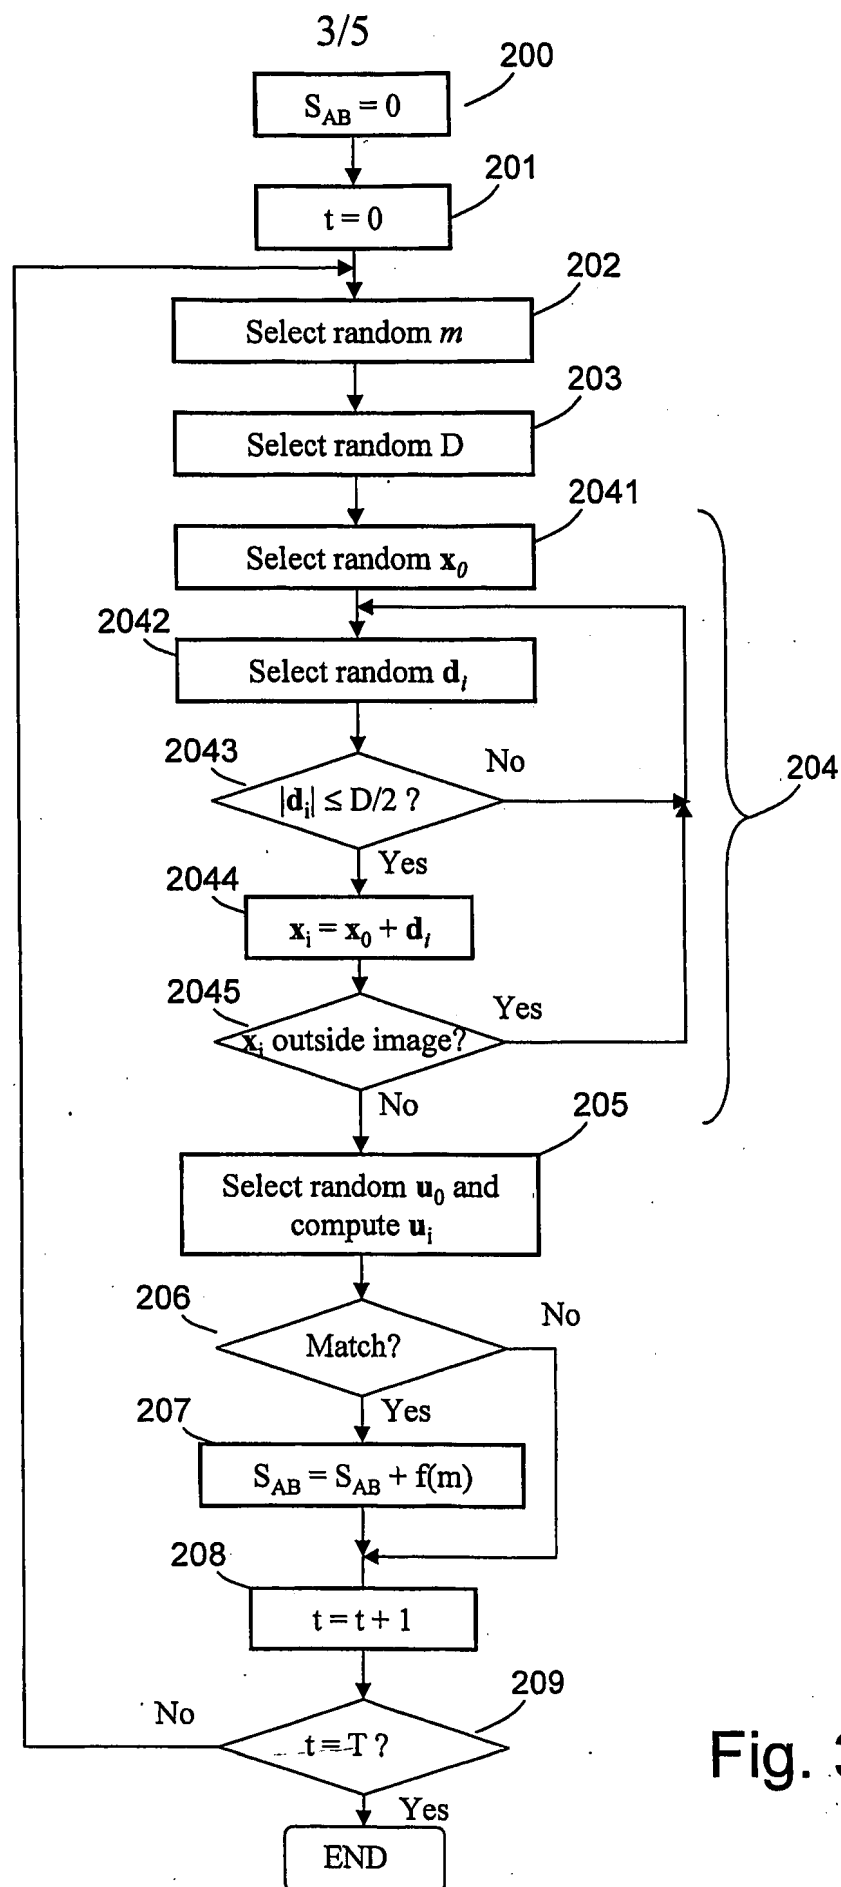 3/5
200
S_AB = 0
201
t = 0
202
Select random m
203
Select random D
2041
Select random x_0
2042
Select random d_i
2043
|d_i| ≤ D/2 ?
No
204
Yes
2044
x_i = x_0 + d_i
2045
x_i outside image?
Yes
No
205
Select random u_0 and
compute u_i
206
Match?
No
Yes
207
S_AB = S_AB + f(m)
208
t = t + 1
209
t = T ?
No
Yes
END
Fig. 3